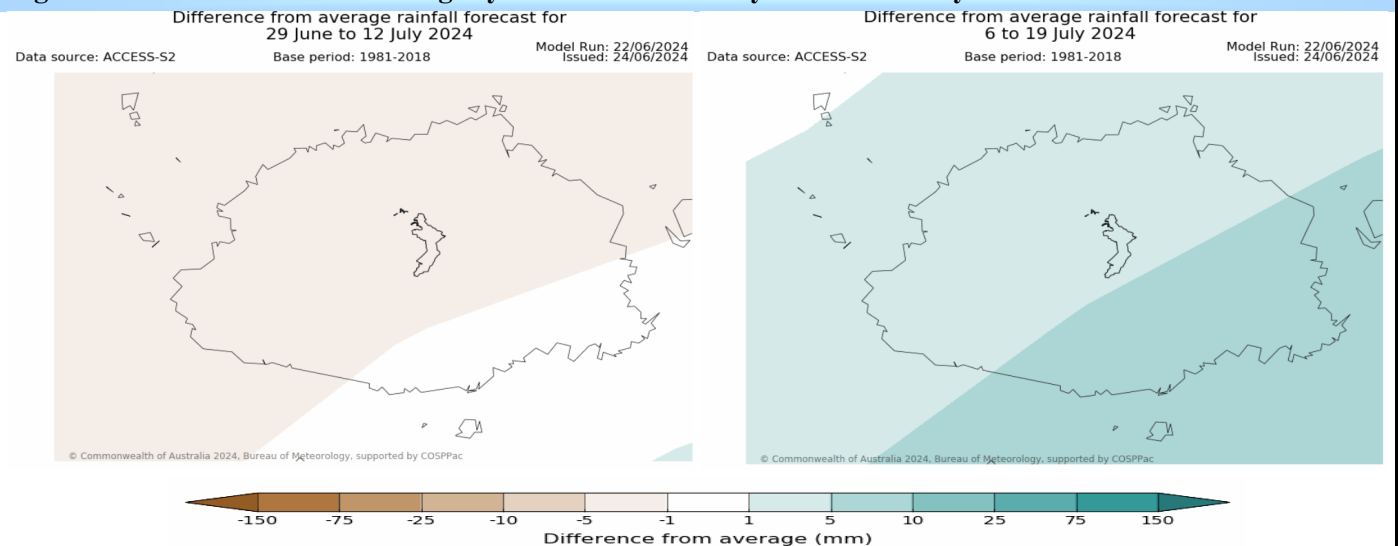 Difference from average rainfall forecast for
29 June to 12 July 2024
Model Run: 22/06/2024
Data source: ACCESS-S2 Base period: 1981-2018 Issued: 24/06/2024
© Commonwealth of Australia 2024, Bureau of Meteorology, supported by COSPPac
Difference from average rainfall forecast for
6 to 19 July 2024
Model Run: 22/06/2024
Data source: ACCESS-S2 Base period: 1981-2018 Issued: 24/06/2024
© Commonwealth of Australia 2024, Bureau of Meteorology, supported by COSPPac
-150 -75 -25 -10 -5 -1 1 5 10 25 75 150
Difference from average (mm)